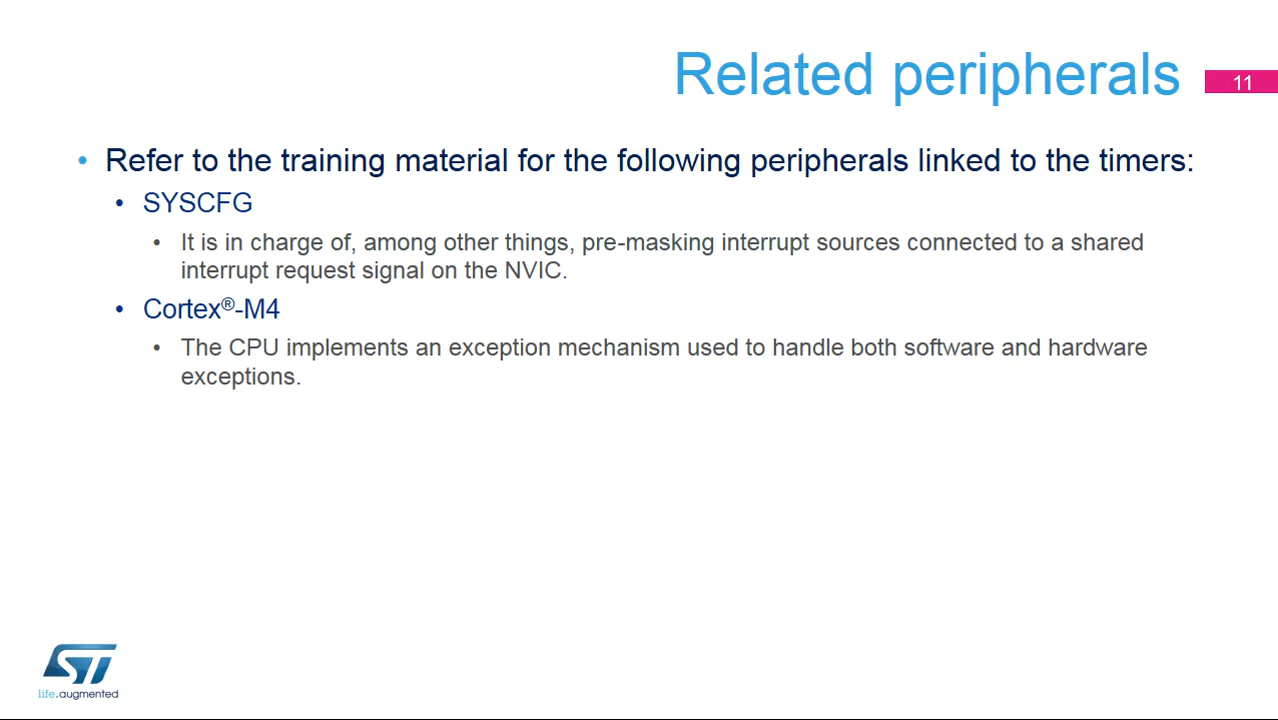 Related peripherals
11
• Refer to the training material for the following peripherals linked to the timers:
• SYSCFG
• It is in charge of, among other things, pre-masking interrupt sources connected to a shared
interrupt request signal on the NVIC.
• Cortex®-M4
• The CPU implements an exception mechanism used to handle both software and hardware
exceptions.
ST
life.augmented